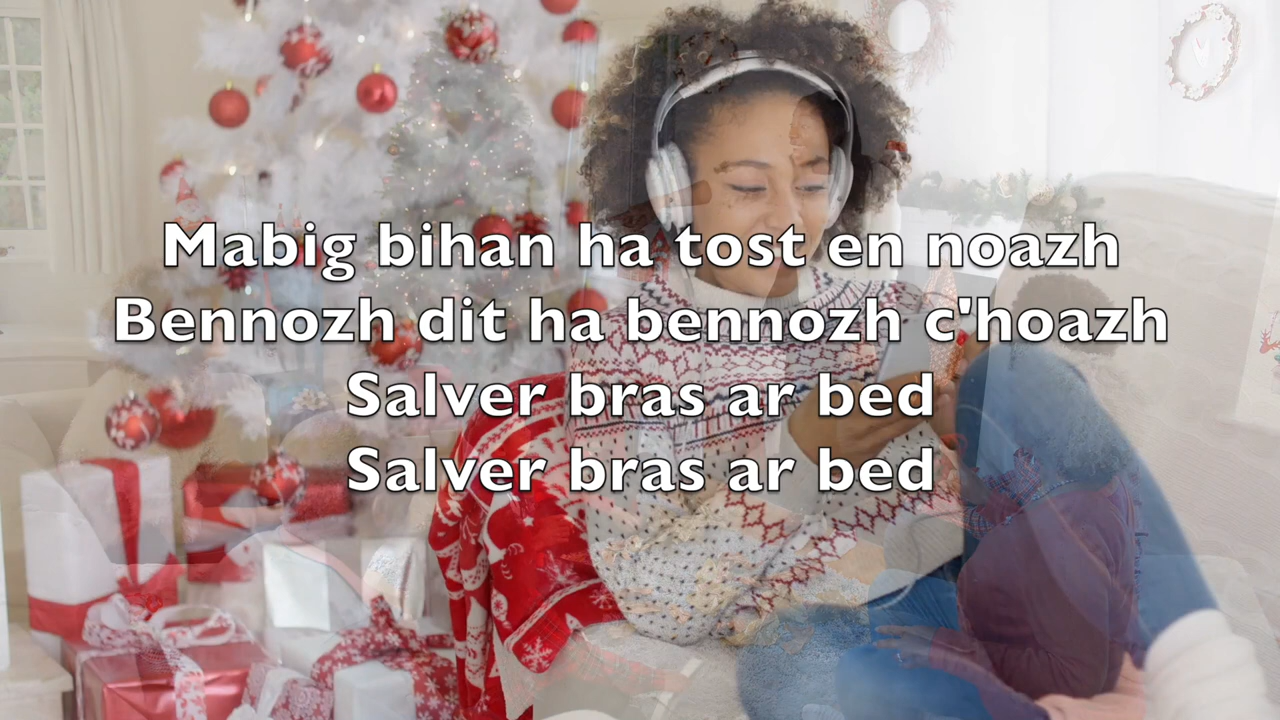 Mabig bihan ha tost en noazh
Bennozh dit ha bennozh c'hoazh
Salver bras ar bed
Salver bras ar bed